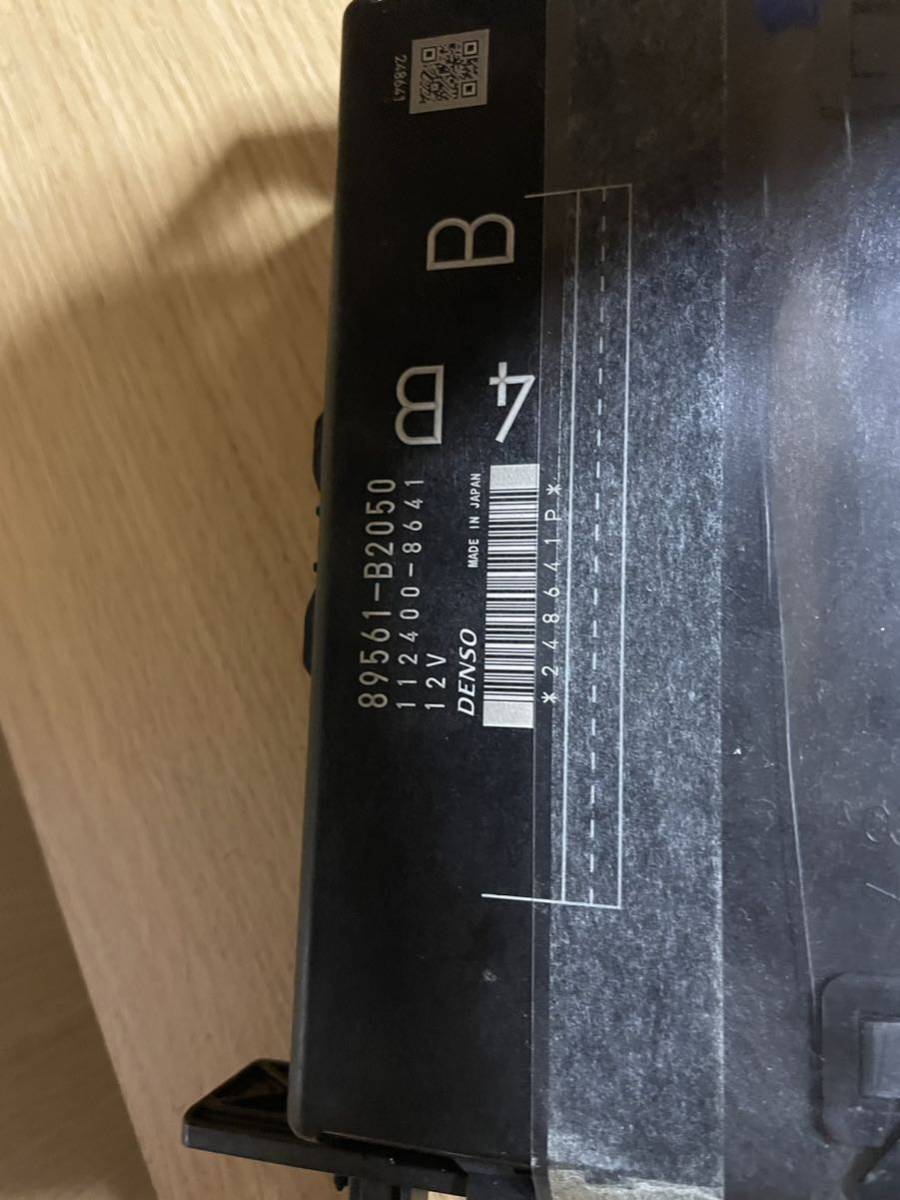 248641
B
B
4
89561-B2050
112400-8641
12V
DENSO MADE IN JAPAN
*248641P*